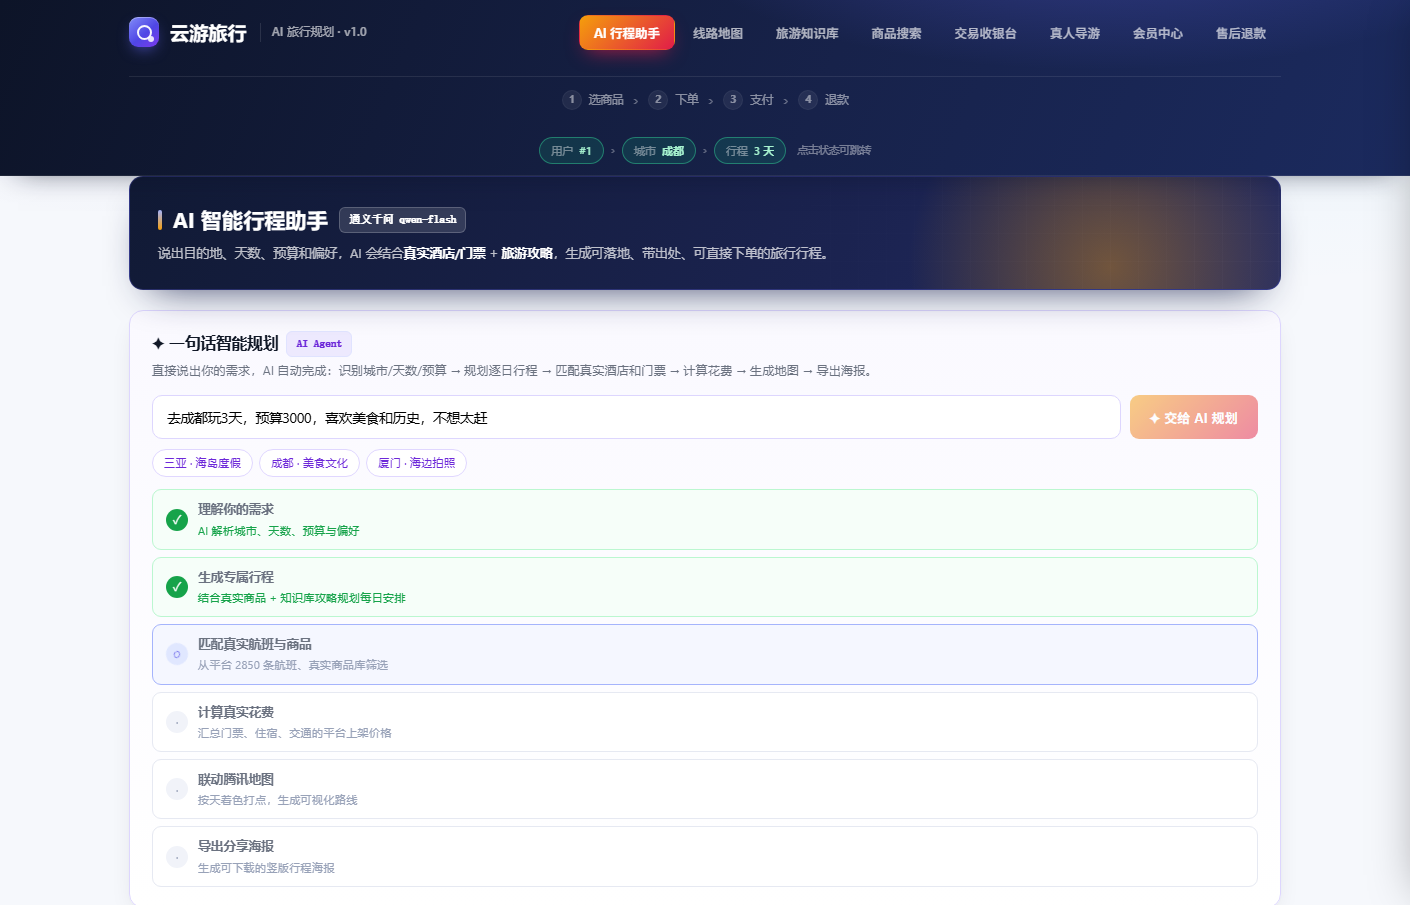 云游旅行 AI 旅行规划 · v1.0 AI 行程助手 线路地图 旅游知识库 商品搜索 交易收银台 真人导游 会员中心 售后退款
1 选商品 › 2 下单 › 3 支付 › 4 退款
用户 #1 › 城市 成都 › 行程 3 天 点击状态可跳转
AI 智能行程助手 通义千问 qwen-flash
说出目的地、天数、预算和偏好，AI 会结合真实酒店/门票 + 旅游攻略，生成可落地、带出处、可直接下单的旅行行程。
✦ 一句话智能规划 AI Agent
直接说出你的需求，AI 自动完成：识别城市/天数/预算 → 规划逐日行程 → 匹配真实酒店和门票 → 计算花费 → 生成地图 → 导出海报。
去成都玩3天，预算3000，喜欢美食和历史，不想太赶 ✦ 交给 AI 规划
三亚 · 海岛度假 成都 · 美食文化 厦门 · 海边拍照
✓ 理解你的需求
AI 解析城市、天数、预算与偏好
✓ 生成专属行程
结合真实商品 + 知识库攻略规划每日安排
匹配真实航班与商品
从平台 2850 条航班、真实商品库筛选
计算真实花费
汇总门票、住宿、交通的平台上架价格
联动腾讯地图
按天着色打点，生成可视化路线
导出分享海报
生成可下载的竖版行程海报